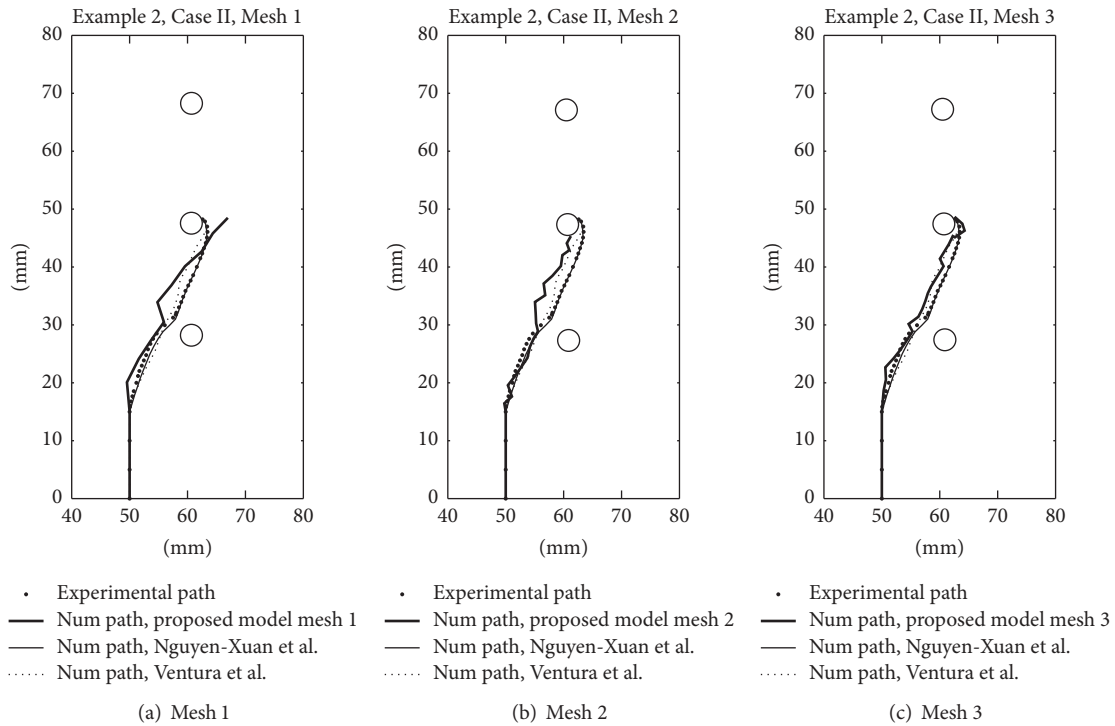 Example 2, Case II, Mesh 1
80
70
60
50
40
30
20
10
0
(mm)
40 50 60 70 80
(mm)
Experimental path
Num path, proposed model mesh 1
Num path, Nguyen-Xuan et al.
Num path, Ventura et al.
(a) Mesh 1
Example 2, Case II, Mesh 2
80
70
60
50
40
30
20
10
0
(mm)
40 50 60 70 80
(mm)
Experimental path
Num path, proposed model mesh 2
Num path, Nguyen-Xuan et al.
Num path, Ventura et al.
(b) Mesh 2
Example 2, Case II, Mesh 3
80
70
60
50
40
30
20
10
0
(mm)
40 50 60 70 80
(mm)
Experimental path
Num path, proposed model mesh 3
Num path, Nguyen-Xuan et al.
Num path, Ventura et al.
(c) Mesh 3